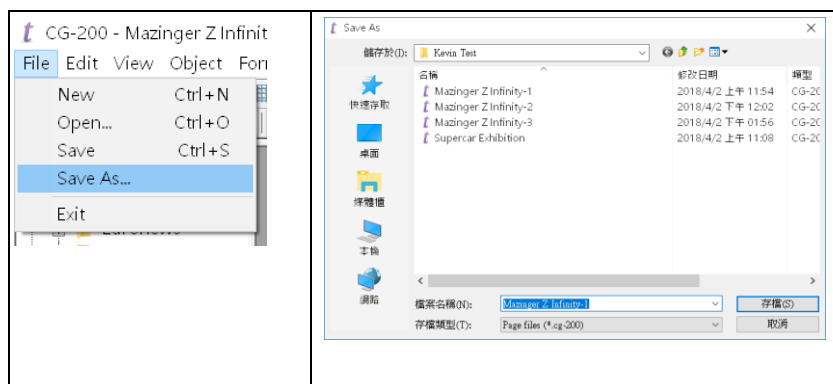 CG-200 - Mazinger Z Infinit
File Edit View Object For
New Ctrl+N
Open... Ctrl+O
Save Ctrl+S
Save As...
Exit
Save As
儲存於(I):
Kevin Test
名稱 修改日期 類型
Mazinger Z Infinity-1 2018/4/2 上午 11:54 CG-20
Mazinger Z Infinity-2 2018/4/2 下午 12:02 CG-20
Mazinger Z Infinity-3 2018/4/2 下午 01:56 CG-20
Supercar Exhibition 2018/4/2 上午 11:08 CG-20
快速存取
桌面
媒體櫃
本機
網路
檔案名稱(N): Mazinger Z Infinity-1 存檔(S)
存檔類型(T): Page files (*.cg-200) 取消